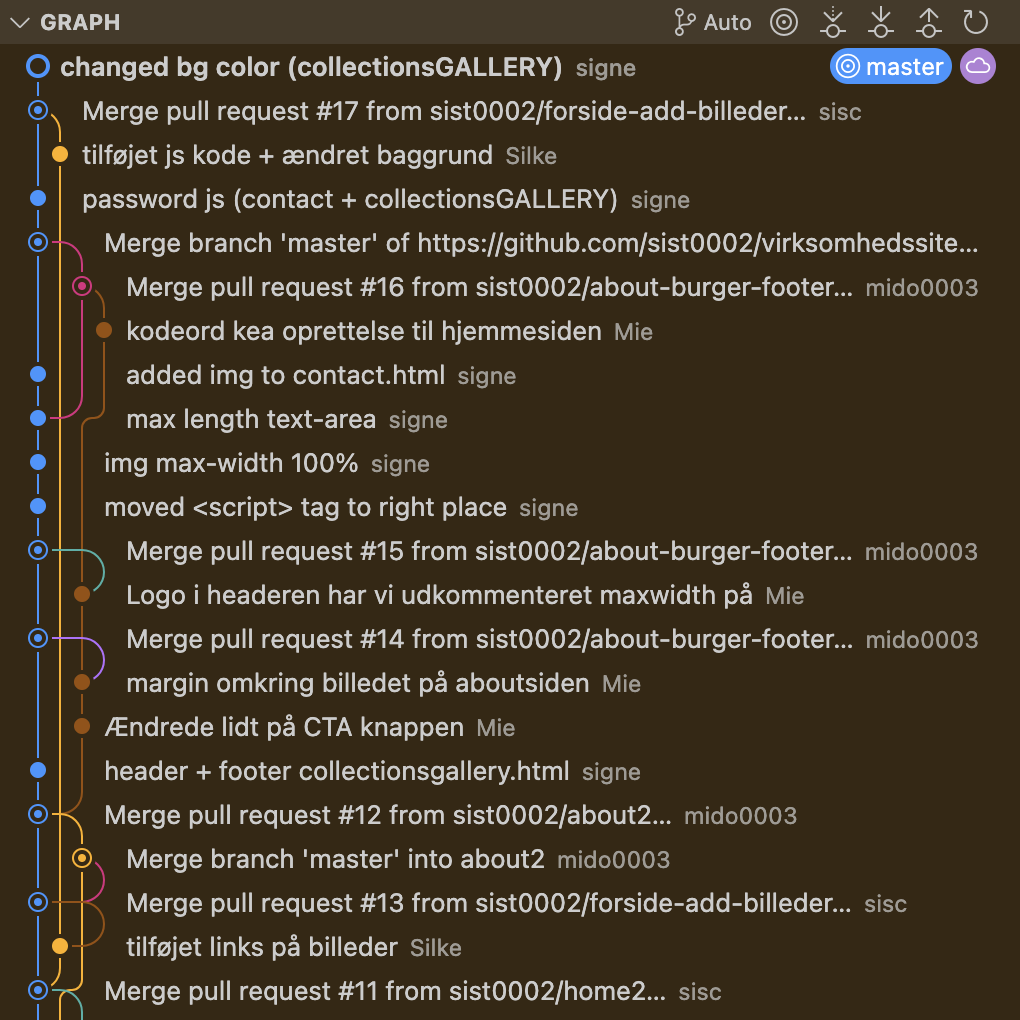 GRAPH Auto
changed bg color (collectionsGALLERY) signe master
Merge pull request #17 from sist0002/forside-add-billeder... sisc
tilføjet js kode + ændret baggrund Silke
password js (contact + collectionsGALLERY) signe
Merge branch 'master' of https://github.com/sist0002/virksomhedssite...
Merge pull request #16 from sist0002/about-burger-footer... mido0003
kodeord kea oprettelse til hjemmesiden Mie
added img to contact.html signe
max length text-area signe
img max-width 100% signe
moved <script> tag to right place signe
Merge pull request #15 from sist0002/about-burger-footer... mido0003
Logo i headeren har vi udkommenteret maxwidth på Mie
Merge pull request #14 from sist0002/about-burger-footer... mido0003
margin omkring billedet på aboutsiden Mie
Ændrede lidt på CTA knappen Mie
header + footer collectionsgallery.html signe
Merge pull request #12 from sist0002/about2... mido0003
Merge branch 'master' into about2 mido0003
Merge pull request #13 from sist0002/forside-add-billeder... sisc
tilføjet links på billeder Silke
Merge pull request #11 from sist0002/home2... sisc